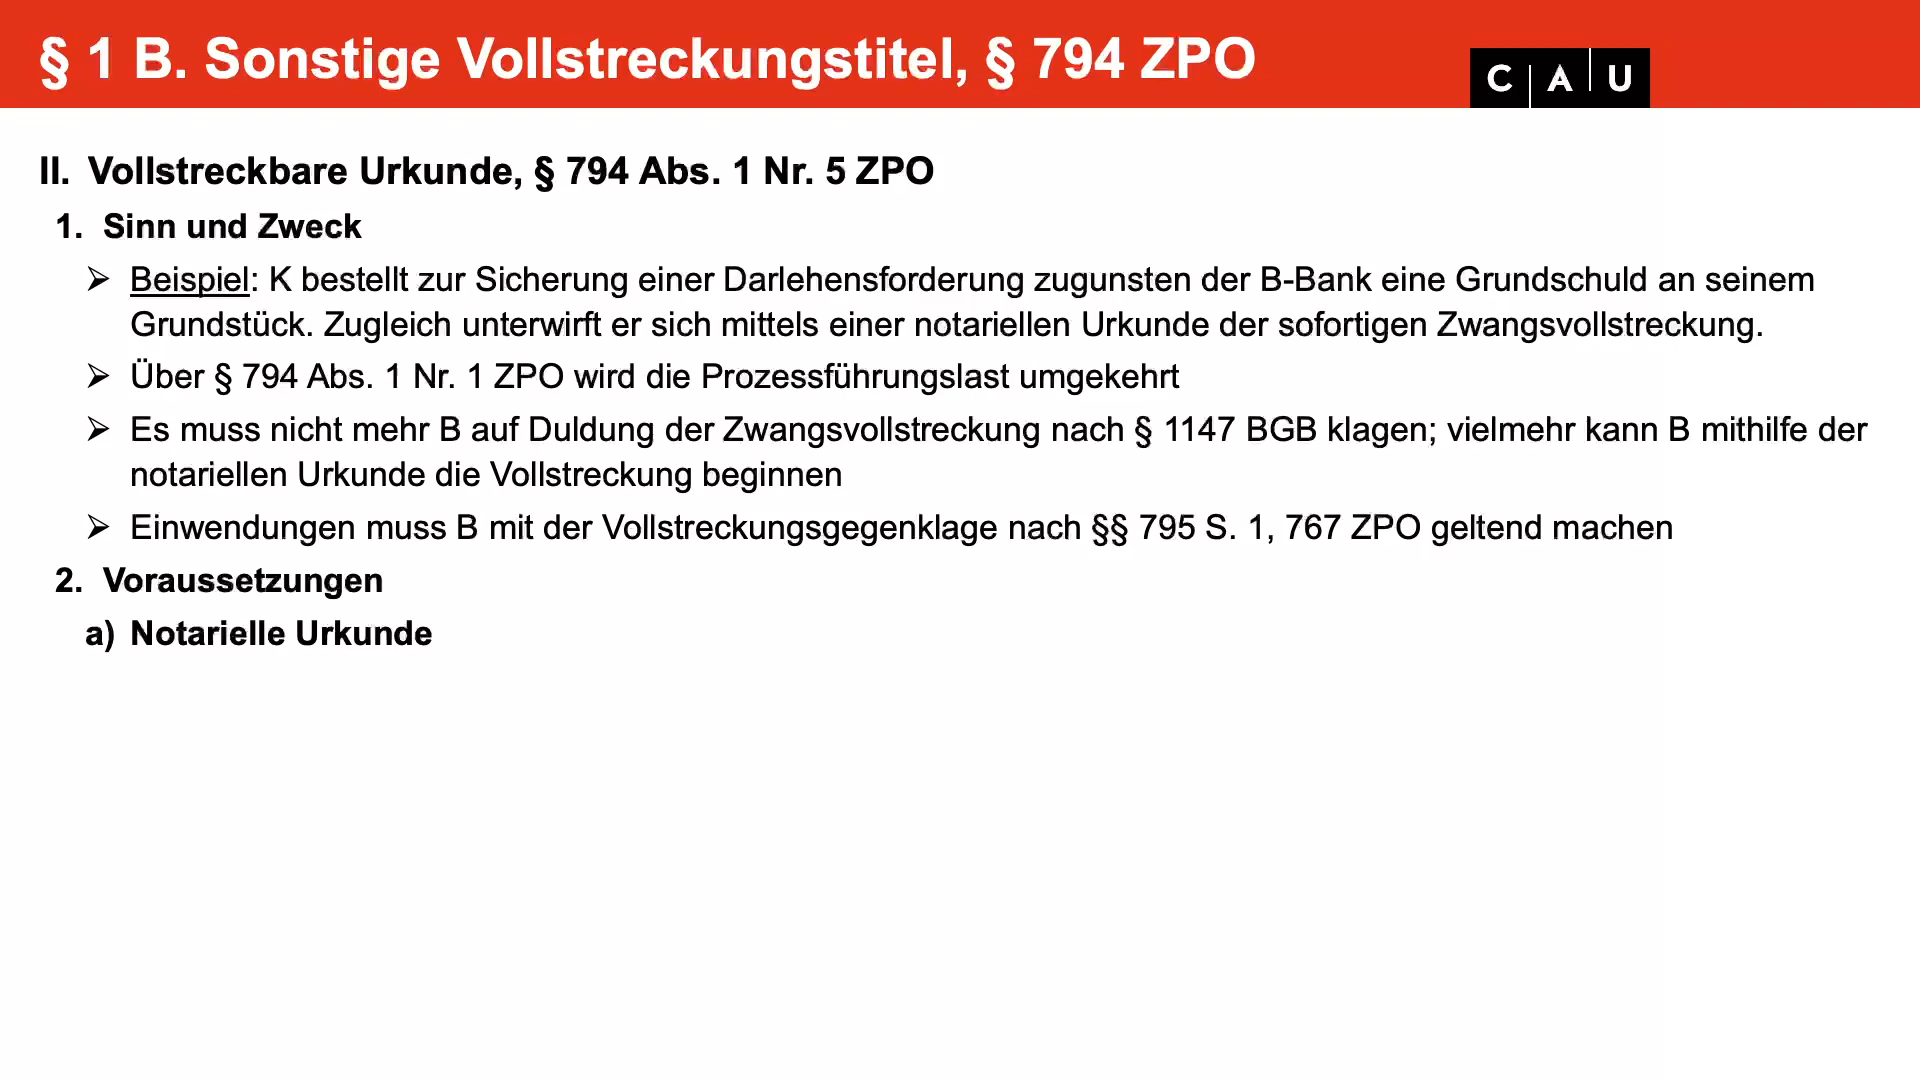 § 1 B. Sonstige Vollstreckungstitel, § 794 ZPO
CAU
II. Vollstreckbare Urkunde, § 794 Abs. 1 Nr. 5 ZPO
1. Sinn und Zweck
➢ Beispiel: K bestellt zur Sicherung einer Darlehensforderung zugunsten der B-Bank eine Grundschuld an seinem
Grundstück. Zugleich unterwirft er sich mittels einer notariellen Urkunde der sofortigen Zwangsvollstreckung.
➢ Über § 794 Abs. 1 Nr. 1 ZPO wird die Prozessführungslast umgekehrt
➢ Es muss nicht mehr B auf Duldung der Zwangsvollstreckung nach § 1147 BGB klagen; vielmehr kann B mithilfe der
notariellen Urkunde die Vollstreckung beginnen
➢ Einwendungen muss B mit der Vollstreckungsgegenklage nach §§ 795 S. 1, 767 ZPO geltend machen
2. Voraussetzungen
a) Notarielle Urkunde